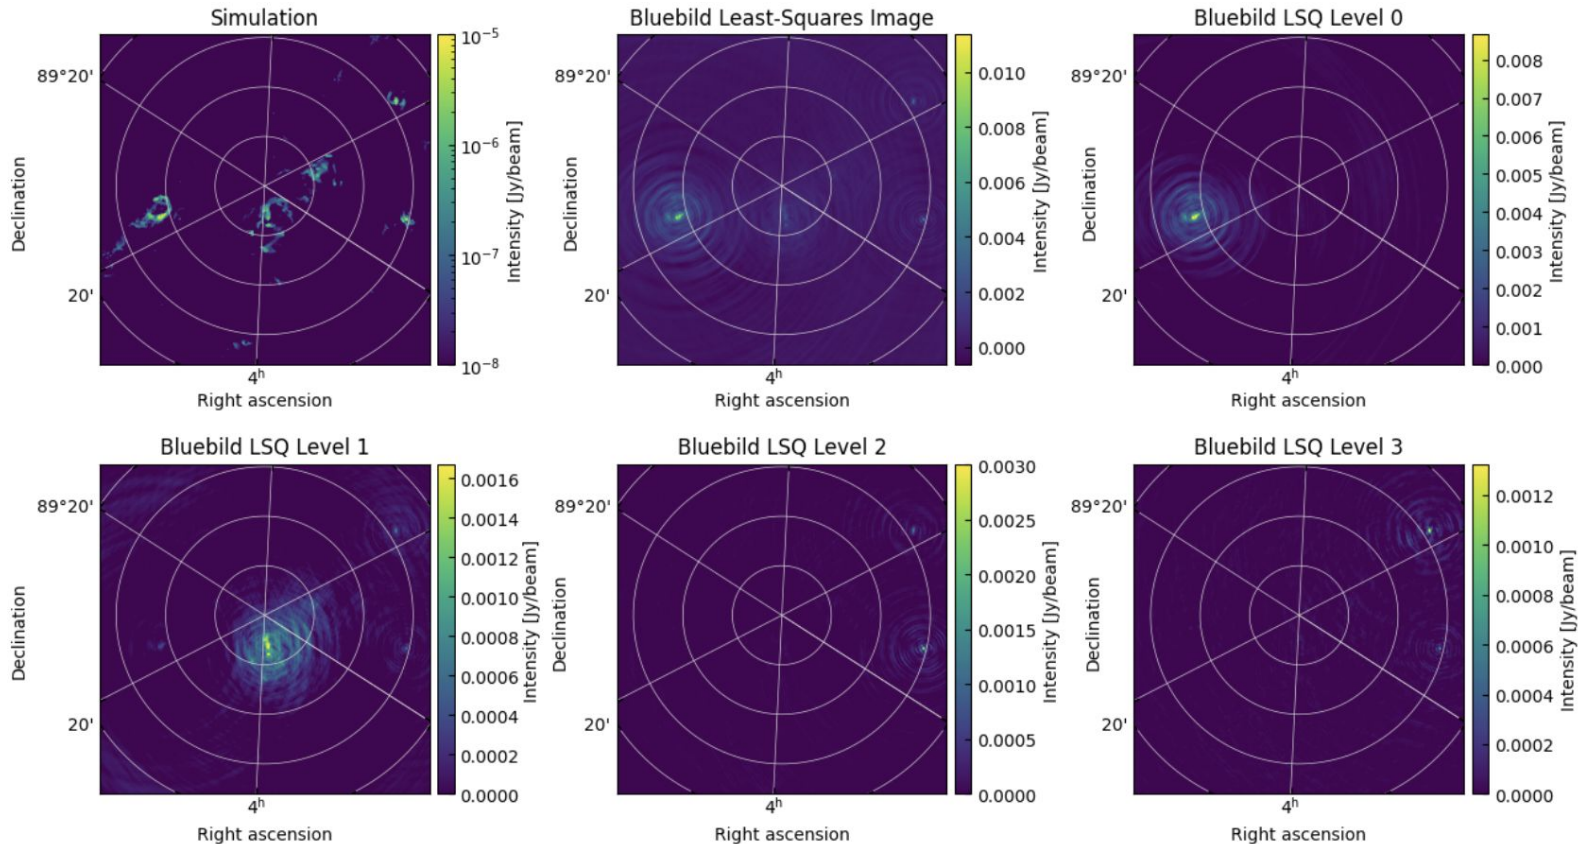 Simulation
89°20'
20'
Declination
4h
Right ascension
10⁻⁵
10⁻⁶
10⁻⁷
10⁻⁸
Intensity [Jy/beam]
Bluebild Least-Squares Image
89°20'
20'
Declination
4h
Right ascension
0.010
0.008
0.006
0.004
0.002
0.000
Intensity [Jy/beam]
Bluebild LSQ Level 0
89°20'
20'
Declination
4h
Right ascension
0.008
0.007
0.006
0.005
0.004
0.003
0.002
0.001
0.000
Intensity [Jy/beam]
Bluebild LSQ Level 1
89°20'
20'
Declination
4h
Right ascension
0.0016
0.0014
0.0012
0.0010
0.0008
0.0006
0.0004
0.0002
0.0000
Intensity [Jy/beam]
Bluebild LSQ Level 2
89°20'
20'
Declination
4h
Right ascension
0.0030
0.0025
0.0020
0.0015
0.0010
0.0005
0.0000
Intensity [Jy/beam]
Bluebild LSQ Level 3
89°20'
20'
Declination
4h
Right ascension
0.0012
0.0010
0.0008
0.0006
0.0004
0.0002
0.0000
Intensity [Jy/beam]